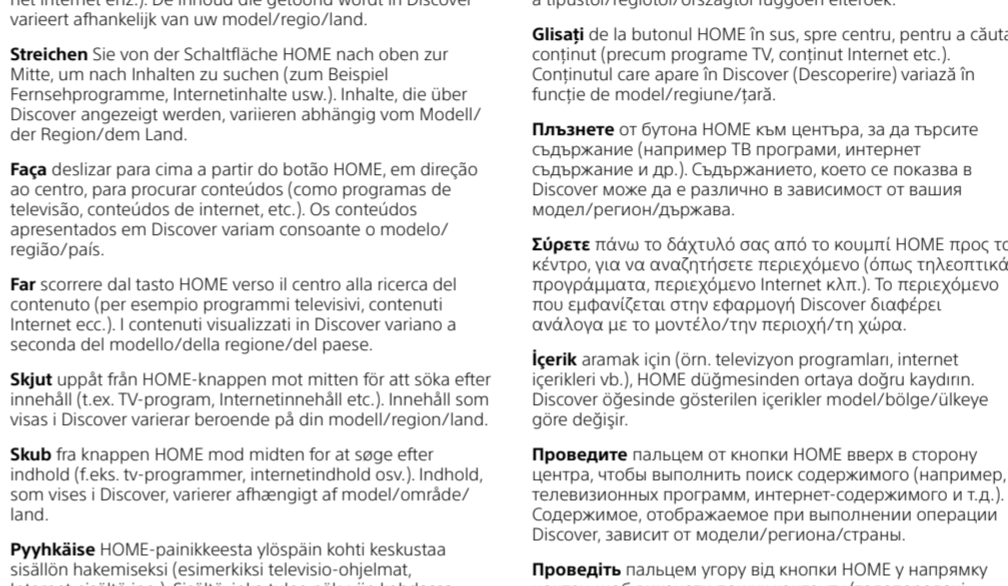 varieert afhankelijk van uw model/regio/land.
Streichen Sie von der Schaltfläche HOME nach oben zur
Mitte, um nach Inhalten zu suchen (zum Beispiel
Fernsehprogramme, Internetinhalte usw.). Inhalte, die über
Discover angezeigt werden, variieren abhängig vom Modell/
der Region/dem Land.
Faça deslizar para cima a partir do botão HOME, em direção
ao centro, para procurar conteúdos (como programas de
televisão, conteúdos de internet, etc.). Os conteúdos
apresentados em Discover variam consoante o modelo/
região/país.
Far scorrere dal tasto HOME verso il centro alla ricerca del
contenuto (per esempio programmi televisivi, contenuti
Internet ecc.). I contenuti visualizzati in Discover variano a
seconda del modello/della regione/del paese.
Skjut uppåt från HOME-knappen mot mitten för att söka efter
innehåll (t.ex. TV-program, Internetinnehåll etc.). Innehåll som
visas i Discover varierar beroende på din modell/region/land.
Skub fra knappen HOME mod midten for at søge efter
indhold (f.eks. tv-programmer, internetindhold osv.). Indhold,
som vises i Discover, varierer afhængigt af model/område/
land.
Pyyhkäise HOME-painikkeesta ylöspäin kohti keskustaa
sisällön hakemiseksi (esimerkiksi televisio-ohjelmat,
Glisați de la butonul HOME în sus, spre centru, pentru a căuta
conținut (precum programe TV, conținut Internet etc.).
Conținutul care apare în Discover (Descoperire) variază în
funcție de model/regiune/țară.
Плъзнете от бутона HOME към центъра, за да търсите
съдържание (например ТВ програми, интернет
съдържание и др.). Съдържанието, което се показва в
Discover може да е различно в зависимост от вашия
модел/регион/държава.
Σύρετε πάνω το δάχτυλό σας από το κουμπί HOME προς το
κέντρο, για να αναζητήσετε περιεχόμενο (όπως τηλεοπτικά
προγράμματα, περιεχόμενο Internet κλπ.). Το περιεχόμενο
που εμφανίζεται στην εφαρμογή Discover διαφέρει
ανάλογα με το μοντέλο/την περιοχή/τη χώρα.
İçerik aramak için (örn. televizyon programları, internet
içerikleri vb.), HOME düğmesinden ortaya doğru kaydırın.
Discover öğesinde gösterilen içerikler model/bölge/ülkeye
göre değişir.
Проведите пальцем от кнопки HOME вверх в сторону
центра, чтобы выполнить поиск содержимого (например,
телевизионных программ, интернет-содержимого и т.д.).
Содержимое, отображаемое при выполнении операции
Discover, зависит от модели/региона/страны.
Проведіть пальцем угору від кнопки HOME у напрямку